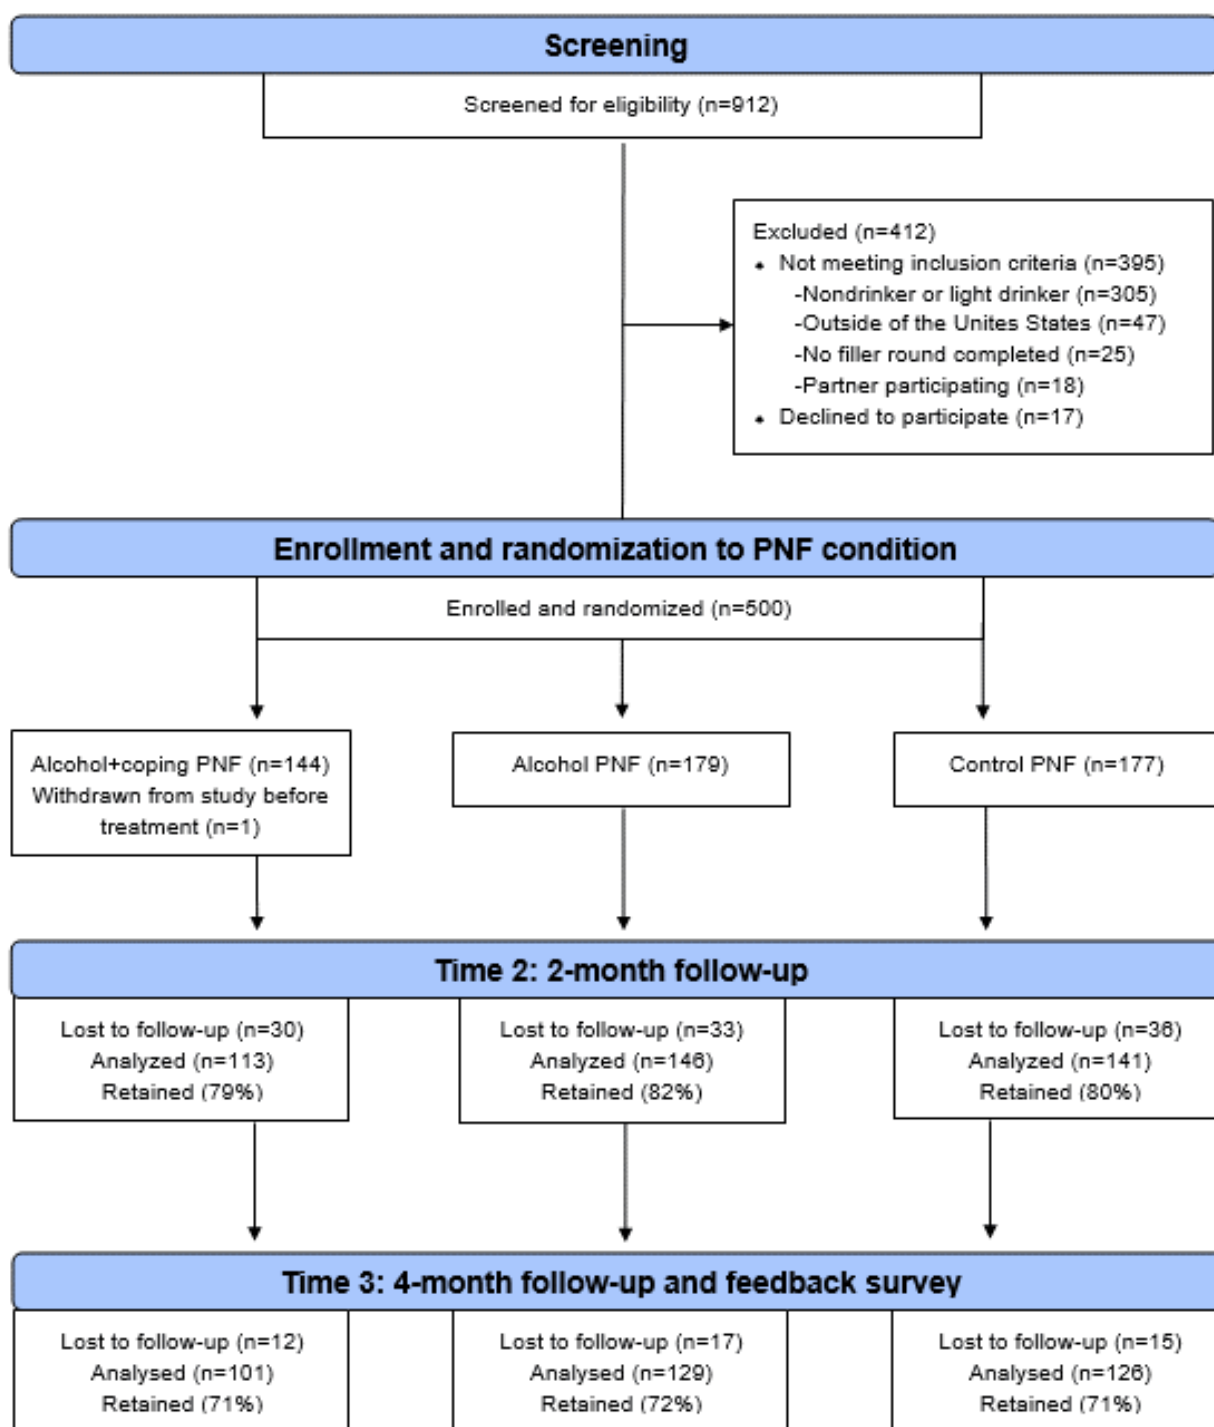 Screening
Screened for eligibility (n=912)
Excluded (n=412)
• Not meeting inclusion criteria (n=395)
-Nondrinker or light drinker (n=305)
-Outside of the Unites States (n=47)
-No filler round completed (n=25)
-Partner participating (n=18)
• Declined to participate (n=17)
Enrollment and randomization to PNF condition
Enrolled and randomized (n=500)
Alcohol+coping PNF (n=144)
Withdrawn from study before
treatment (n=1)
Alcohol PNF (n=179)
Control PNF (n=177)
Time 2: 2-month follow-up
Lost to follow-up (n=30)
Analyzed (n=113)
Retained (79%)
Lost to follow-up (n=33)
Analyzed (n=146)
Retained (82%)
Lost to follow-up (n=36)
Analyzed (n=141)
Retained (80%)
Time 3: 4-month follow-up and feedback survey
Lost to follow-up (n=12)
Analysed (n=101)
Retained (71%)
Lost to follow-up (n=17)
Analysed (n=129)
Retained (72%)
Lost to follow-up (n=15)
Analysed (n=126)
Retained (71%)